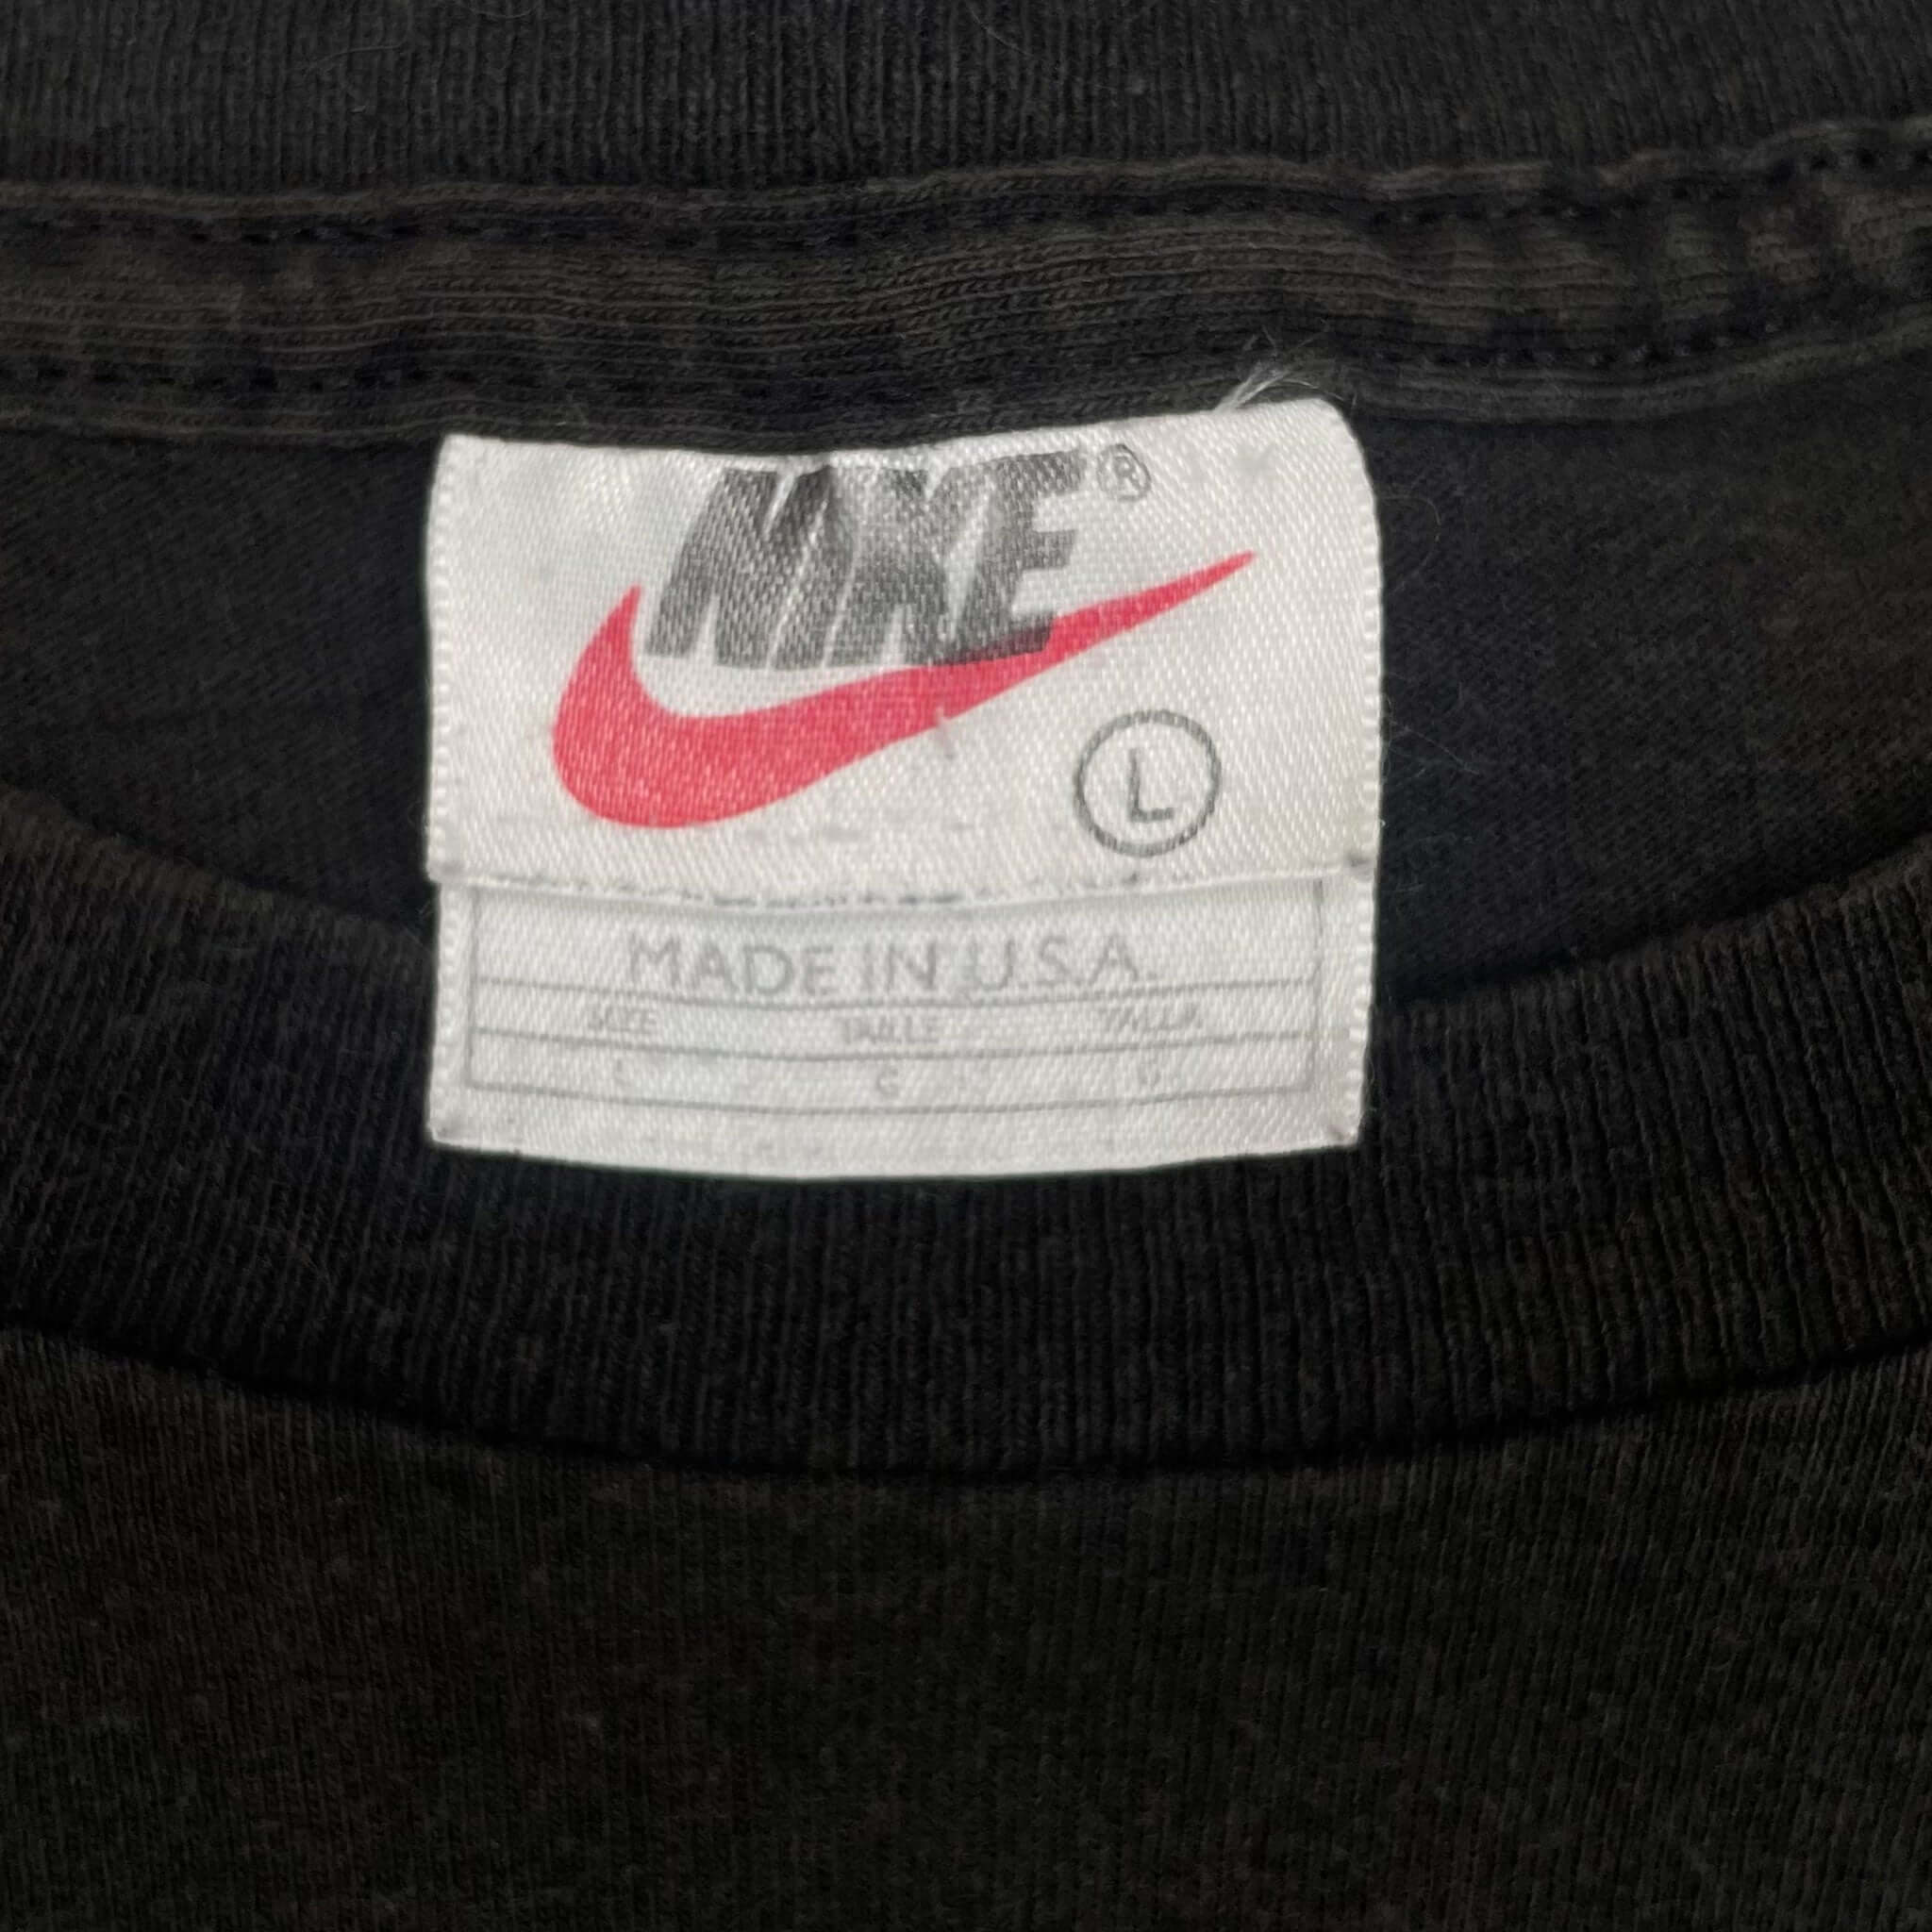 NIKE®
L
MADE IN U.S.A.
SIZE TAILLE TALLA
L G G